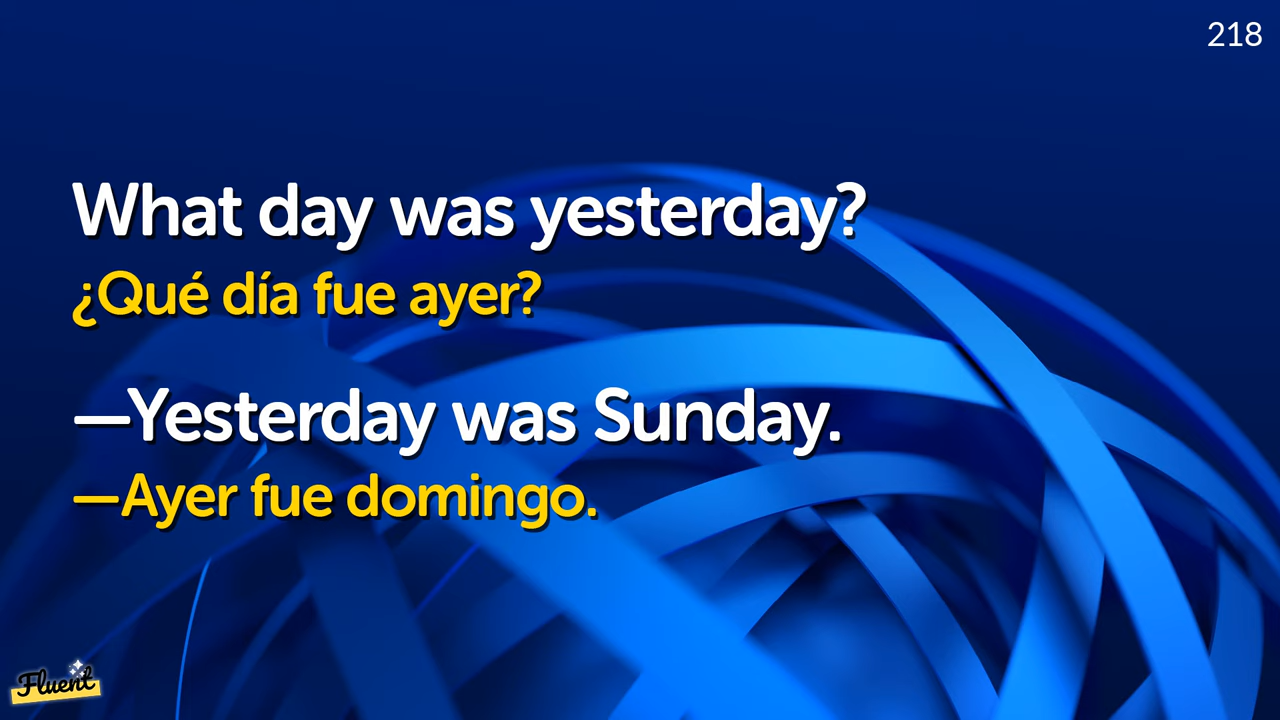 218
What day was yesterday?
¿Qué día fue ayer?
—Yesterday was Sunday.
—Ayer fue domingo.
Fluent